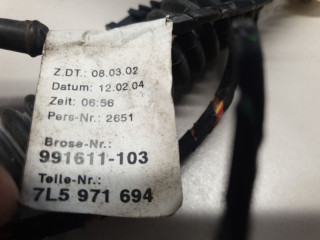 Z.DT.: 08.03.02
Datum: 12.02.04
Zeit: 06:56
Pers-Nr.: 2651
Brose-Nr.:
991611-103
Teile-Nr.:
7L5 971 694